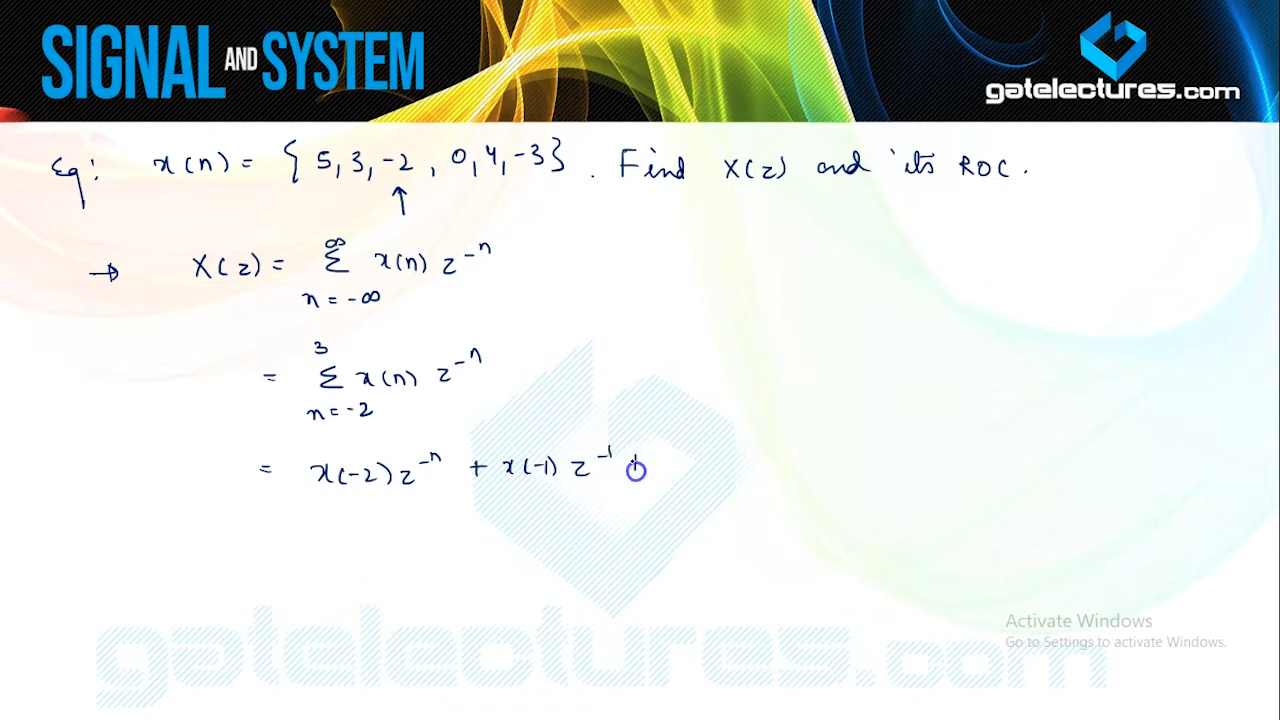 SIGNAL AND SYSTEM
gatelectures.com
Eg: x(n) = { 5, 3, -2, 0, 4, -3 } . Find X(z) and its ROC.
↑
→ X(z) = ∞ Σ n = -∞ x(n) z^-n
= 3 Σ n = -2 x(n) z^-n
= x(-2) z^-n + x(-1) z^-1 +
Activate Windows
Go to Settings to activate Windows.
gatelectures.com